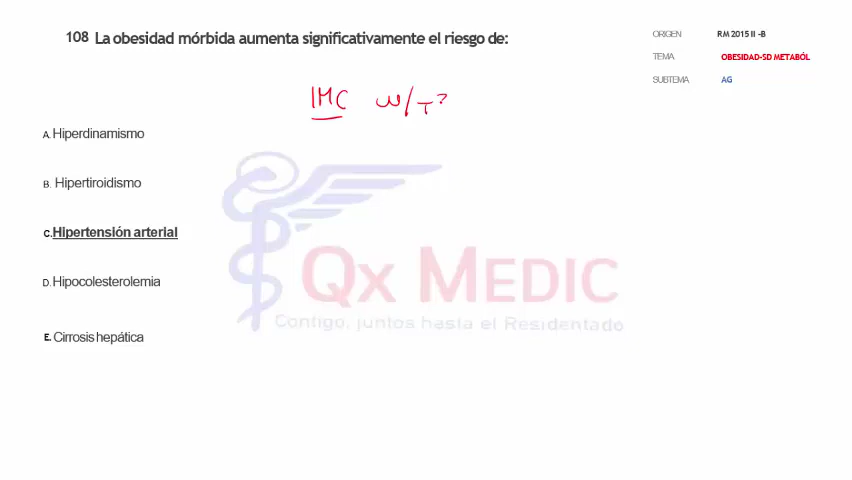 108 La obesidad mórbida aumenta significativamente el riesgo de:
ORIGEN RM 2015 II -B
TEMA OBESIDAD-SD METABÓL
SUBTEMA AG
IMC W/T²
A. Hiperdinamismo
B. Hipertiroidismo
C. Hipertensión arterial
D. Hipocolesterolemia
E. Cirrosis hepática
Qx MEDIC
Contigo, juntos hasta el Residentado